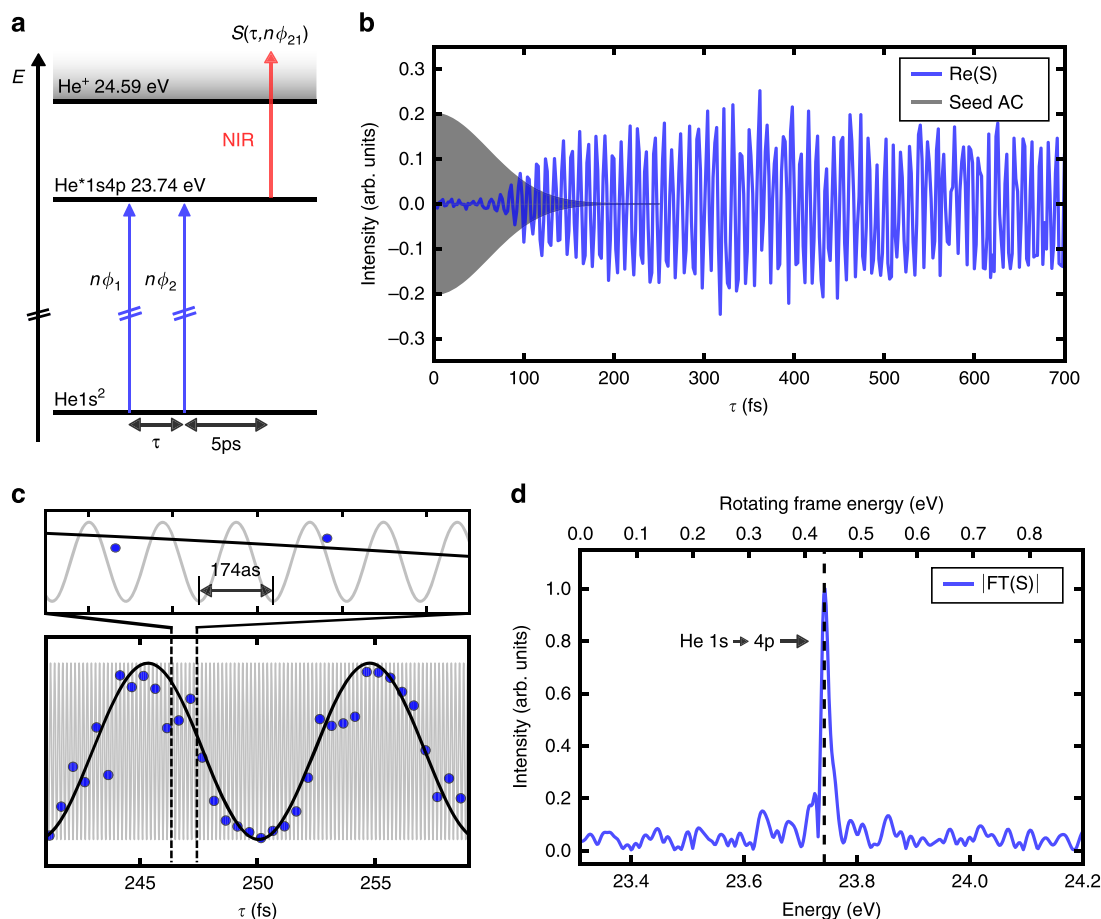 a
S(τ,nϕ₂₁)
E
He⁺ 24.59 eV
NIR
He*1s4p 23.74 eV
nϕ₁
nϕ₂
He1s²
τ
5ps
b
Re(S)
Seed AC
Intensity (arb. units)
0.3
0.2
0.1
0.0
−0.1
−0.2
−0.3
0 100 200 300 400 500 600 700
τ (fs)
c
174as
245 250 255
τ (fs)
d
Rotating frame energy (eV)
0.0 0.1 0.2 0.3 0.4 0.5 0.6 0.7 0.8
|FT(S)|
He 1s → 4p
Intensity (arb. units)
1.0
0.8
0.6
0.4
0.2
0.0
23.4 23.6 23.8 24.0 24.2
Energy (eV)